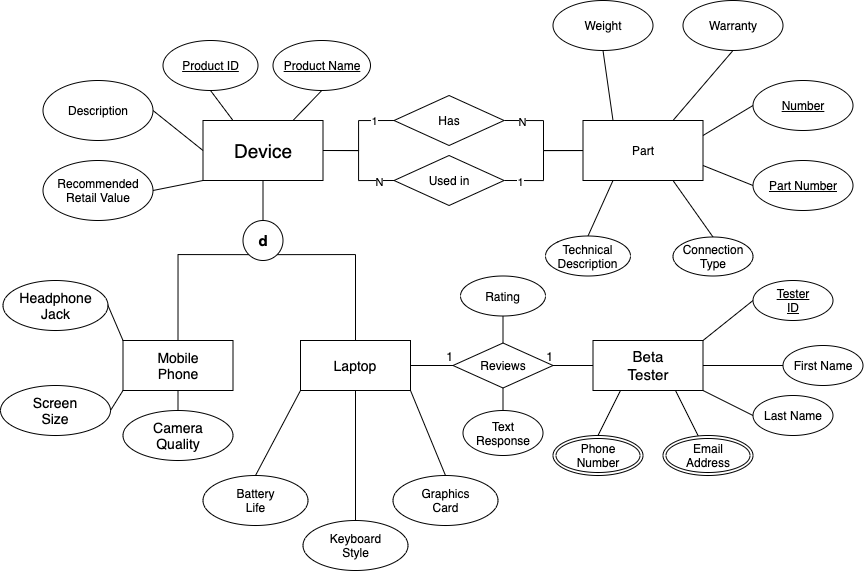 Weight
Warranty
Product ID
Product Name
Description
Number
1
Has
N
Device
Part
Recommended
Retail Value
N
Used in
1
Part Number
d
Technical
Description
Connection
Type
Headphone
Jack
Rating
Tester
ID
Mobile
Phone
Laptop
1
Reviews
1
Beta
Tester
First Name
Screen
Size
Camera
Quality
Text
Response
Last Name
Phone
Number
Email
Address
Battery
Life
Graphics
Card
Keyboard
Style